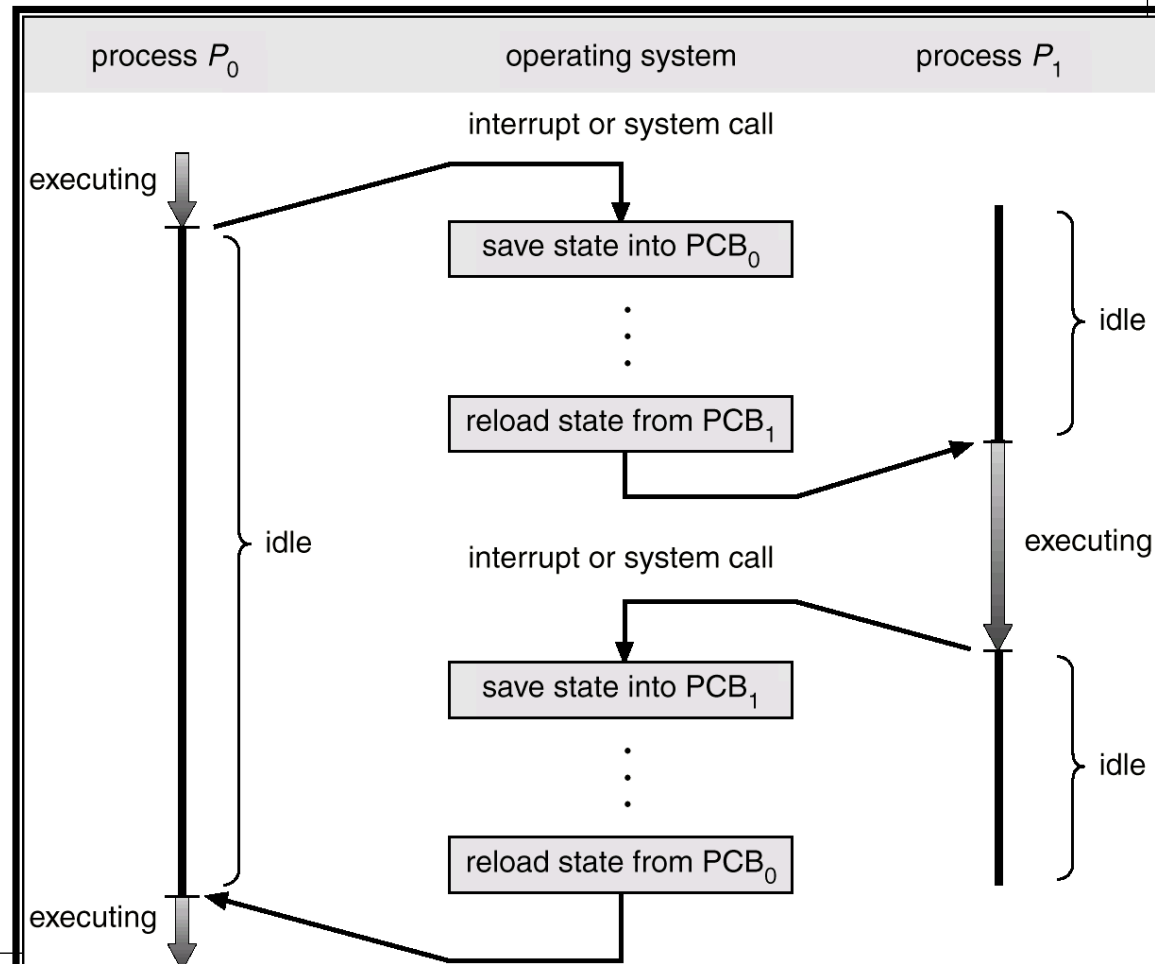 process P0
operating system
process P1
interrupt or system call
executing
save state into PCB0
idle
reload state from PCB1
idle
executing
interrupt or system call
save state into PCB1
idle
reload state from PCB0
executing